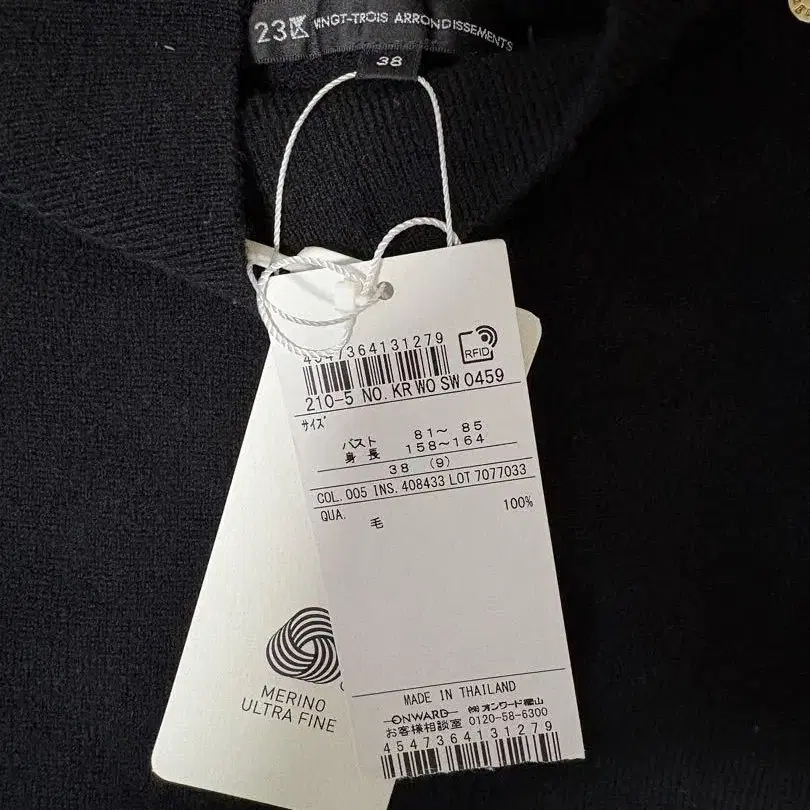 23区 VINGT-TROIS ARRONDISSEMENTS
38
4547364131279
RFID
210-5 NO. KR WO SW 0459
サイズ
バスト 81～ 85
身長 158～164
38 (9)
COL. 005 INS. 408433 LOT 7077033
QUA.
毛 100%
MERINO
ULTRA FINE
MADE IN THAILAND
ONWARD ㈱オンワード樫山
お客様相談室 0120-58-6300
4547364131279